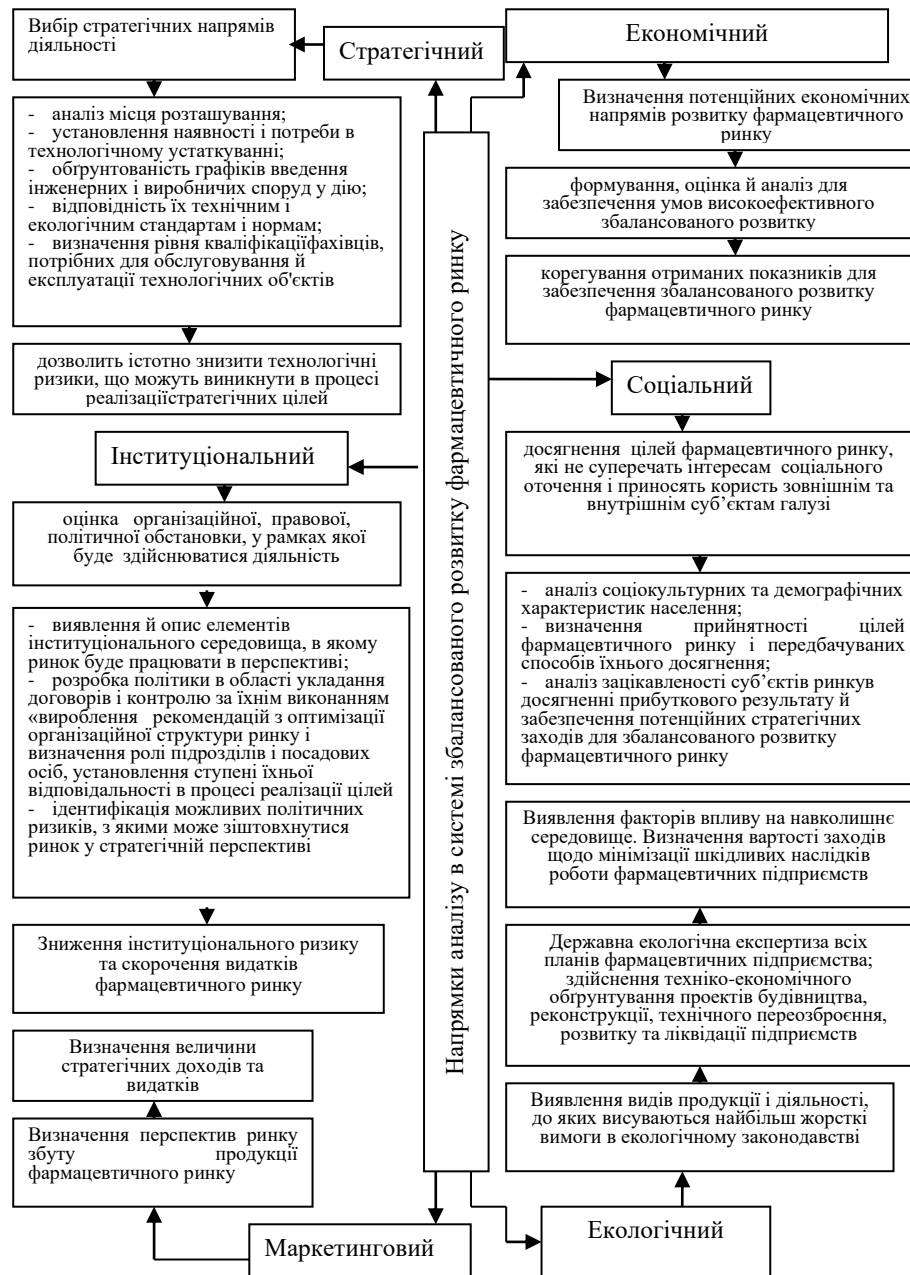 Вибір стратегічних напрямів
діяльності
Стратегічний
Економічний
- аналіз місця розташування;
- установлення наявності і потреби в
технологічному устаткуванні;
- обґрунтованість графіків введення
інженерних і виробничих споруд у дію;
- відповідність їх технічним і
екологічним стандартам і нормам;
- визначення рівня кваліфікаціїфахівців,
потрібних для обслуговування й
експлуатації технологічних об'єктів
дозволить істотно знизити технологічні
ризики, що можуть виникнути в процесі
реалізаціїстратегічних цілей
Інституціональний
оцінка організаційної, правової,
політичної обстановки, у рамках якої
буде здійснюватися діяльність
- виявлення й опис елементів
інституціонального середовища, в якому
ринок буде працювати в перспективі;
- розробка політики в області укладання
договорів і контролю за їхнім виконанням
«вироблення рекомендацій з оптимізації
організаційної структури ринку і
визначення ролі підрозділів і посадових
осіб, установлення ступені їхньої
відповідальності в процесі реалізації цілей
- ідентифікація можливих політичних
ризиків, з якими може зіштовхнутися
ринок у стратегічній перспективі
Зниження інституціонального ризику
та скорочення видатків
фармацевтичного ринку
Визначення величини
стратегічних доходів та
видатків
Визначення перспектив ринку
збуту продукції
фармацевтичного ринку
Маркетинговий
Напрямки аналізу в системі збалансованого розвитку фармацевтичного ринку
Визначення потенційних економічних
напрямів розвитку фармацевтичного
ринку
формування, оцінка й аналіз для
забезпечення умов високоефективного
збалансованого розвитку
корегування отриманих показників для
забезпечення збалансованого розвитку
фармацевтичного ринку
Соціальний
досягнення цілей фармацевтичного ринку,
які не суперечать інтересам соціального
оточення і приносять користь зовнішнім та
внутрішнім суб’єктам галузі
- аналіз соціокультурних та демографічних
характеристик населення;
- визначення прийнятності цілей
фармацевтичного ринку і передбачуваних
способів їхнього досягнення;
- аналіз зацікавленості суб’єктів ринкув
досягненні прибуткового результату й
забезпечення потенційних стратегічних
заходів для збалансованого розвитку
фармацевтичного ринку
Виявлення факторів впливу на навколишнє
середовище. Визначення вартості заходів
щодо мінімізації шкідливих наслідків
роботи фармацевтичних підприємств
Державна екологічна експертиза всіх
планів фармацевтичних підприємства;
здійснення техніко-економічного
обґрунтування проектів будівництва,
реконструкції, технічного переозброєння,
розвитку та ліквідації підприємств
Виявлення видів продукції і діяльності,
до яких висуваються найбільш жорсткі
вимоги в екологічному законодавстві
Екологічний